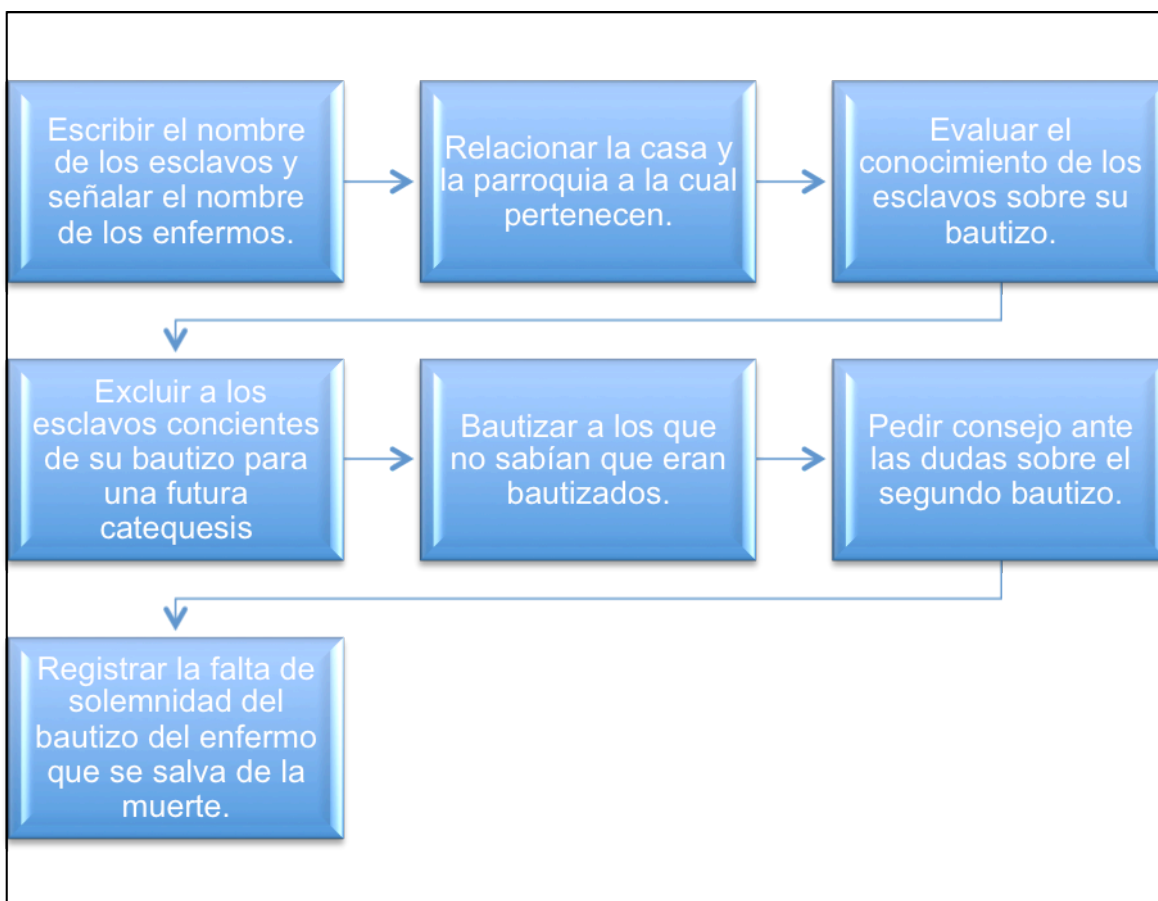 Escribir el nombre
de los esclavos y
señalar el nombre
de los enfermos.
Relacionar la casa y
la parroquia a la cual
pertenecen.
Evaluar el
conocimiento de los
esclavos sobre su
bautizo.
Excluir a los
esclavos concientes
de su bautizo para
una futura
catequesis
Bautizar a los que
no sabían que eran
bautizados.
Pedir consejo ante
las dudas sobre el
segundo bautizo.
Registrar la falta de
solemnidad del
bautizo del enfermo
que se salva de la
muerte.